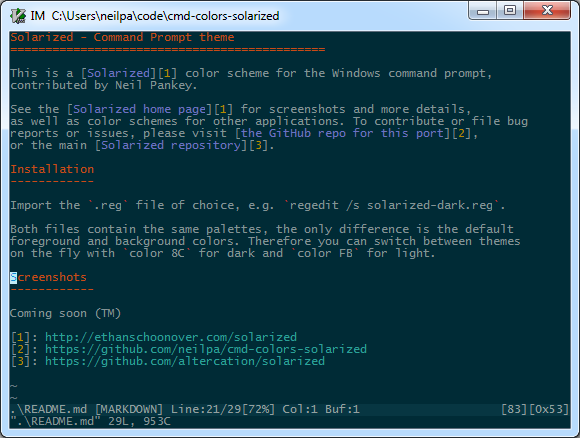 IM C:\Users\neilpa\code\cmd-colors-solarized
Solarized - Command Prompt theme
=========================================
This is a [Solarized][1] color scheme for the Windows command prompt,
contributed by Neil Pankey.
See the [Solarized home page][1] for screenshots and more details,
as well as color schemes for other applications. To contribute or file bug
reports or issues, please visit [the GitHub repo for this port][2],
or the main [Solarized repository][3].
Installation
------------
Import the `.reg` file of choice, e.g. `regedit /s solarized-dark.reg`.
Both files contain the same palettes, the only difference is the default
foreground and background colors. Therefore you can switch between themes
on the fly with `color 8C` for dark and `color FB` for light.
Screenshots
------------
Coming soon (TM)
[1]: http://ethanschoonover.com/solarized
[2]: https://github.com/neilpa/cmd-colors-solarized
[3]: https://github.com/altercation/solarized
~
~
.\README.md [MARKDOWN] Line:21/29[72%] Col:1 Buf:1 [83][0x53]
".\README.md" 29L, 953C